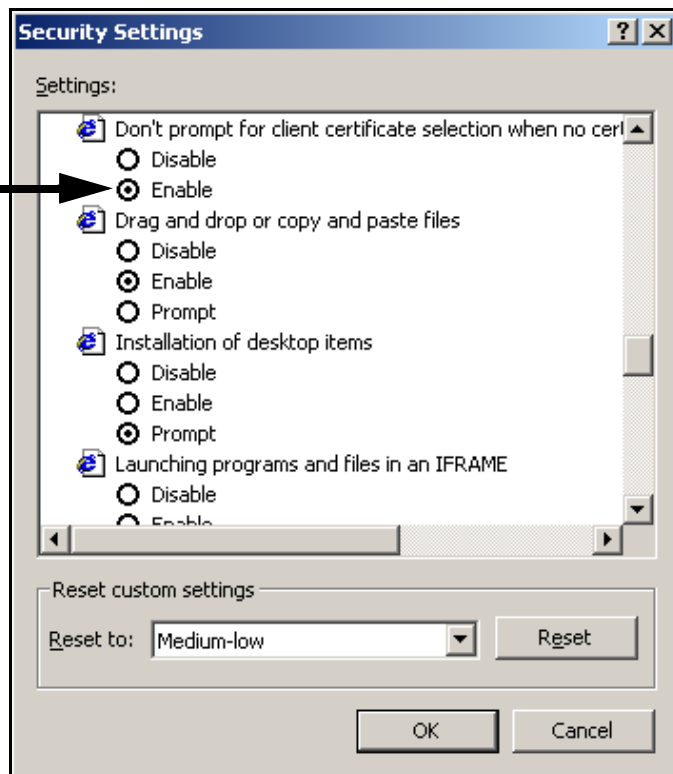 Security Settings
Settings:
Don't prompt for client certificate selection when no cert
Disable
Enable
Drag and drop or copy and paste files
Disable
Enable
Prompt
Installation of desktop items
Disable
Enable
Prompt
Launching programs and files in an IFRAME
Disable
Enable
Reset custom settings
Reset to:
Medium-low
Reset
OK
Cancel